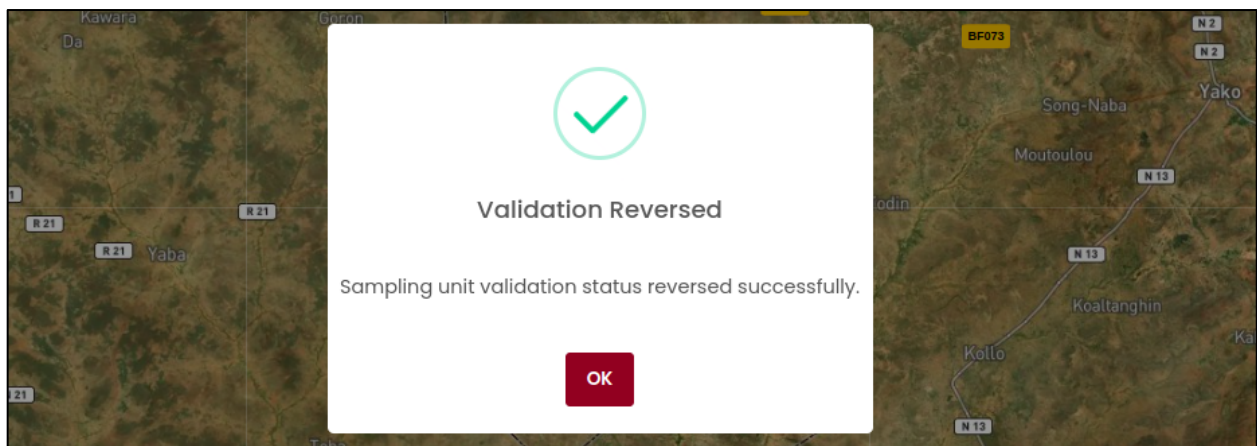 Kawara
Goron
Da
BF073
N 2
N 2
Yako
Song-Naba
Moutoulou
N 13
R 21
R 21
R 21
Yaba
N 13
Koaltanghin
Kollo
21
N 13
Validation Reversed
Sampling unit validation status reversed successfully.
OK